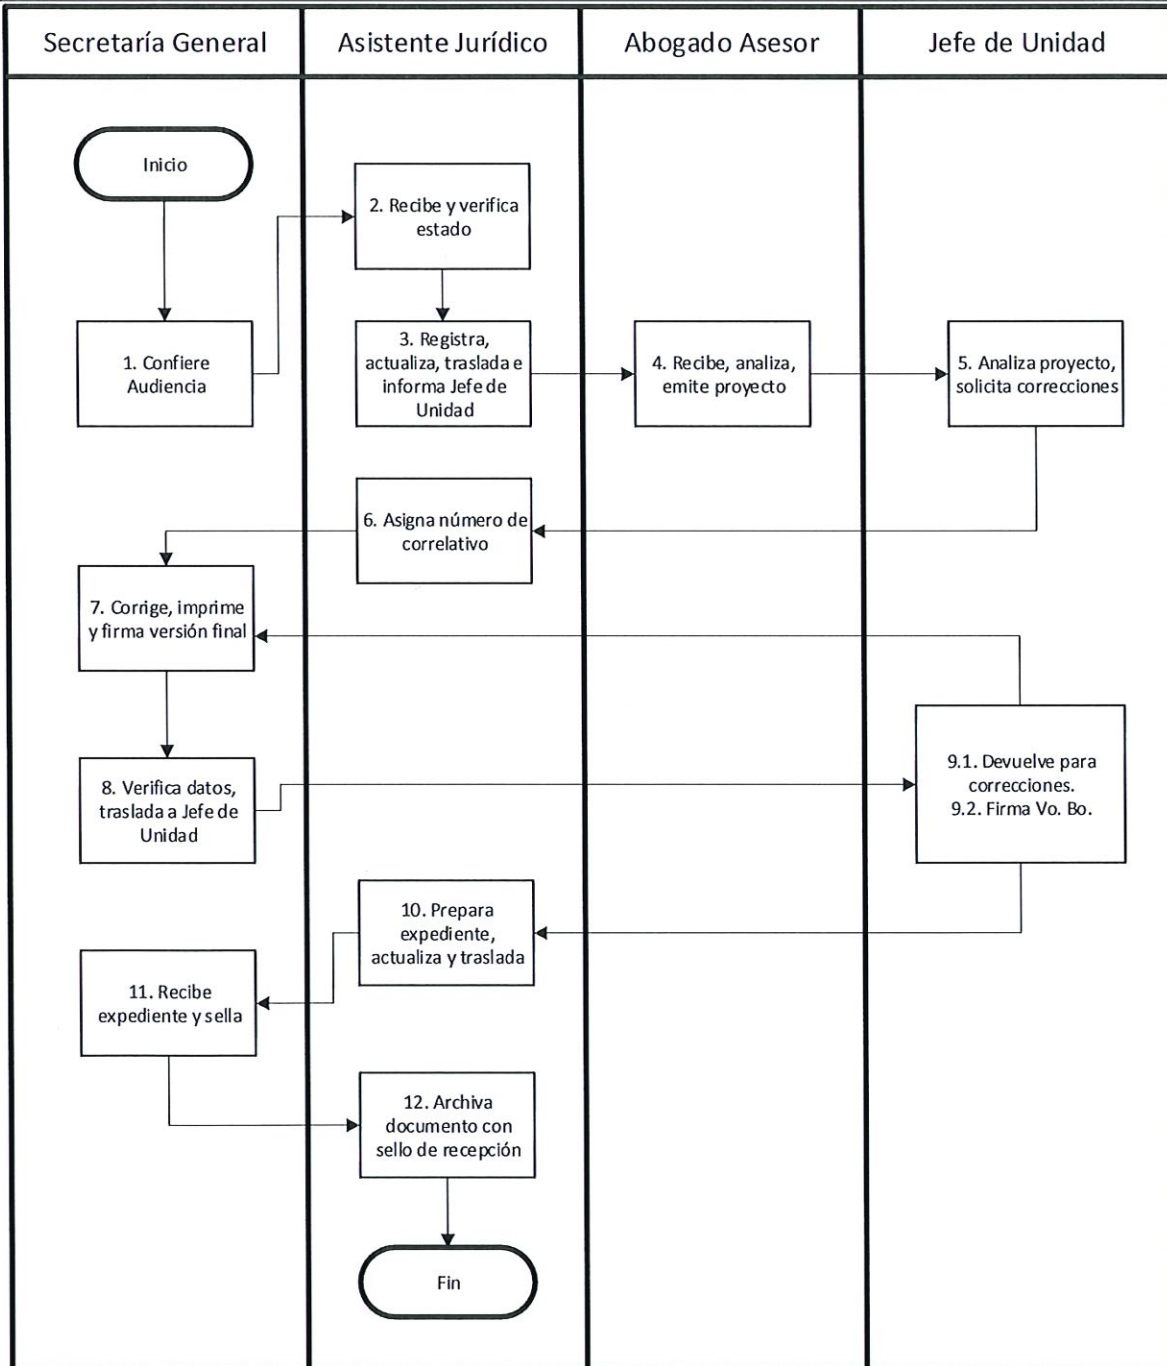 Secretaría General
Asistente Jurídico
Abogado Asesor
Jefe de Unidad
Inicio
2. Recibe y verifica
estado
1. Confiere
Audiencia
3. Registra,
actualiza, traslada e
informa Jefe de
Unidad
4. Recibe, analiza,
emite proyecto
5. Analiza proyecto,
solicita correcciones
6. Asigna número de
correlativo
7. Corrige, imprime
y firma versión final
8. Verifica datos,
traslada a Jefe de
Unidad
9.1. Devuelve para
correcciones.
9.2. Firma Vo. Bo.
10. Prepara
expediente,
actualiza y traslada
11. Recibe
expediente y sella
12. Archiva
documento con
sello de recepción
Fin